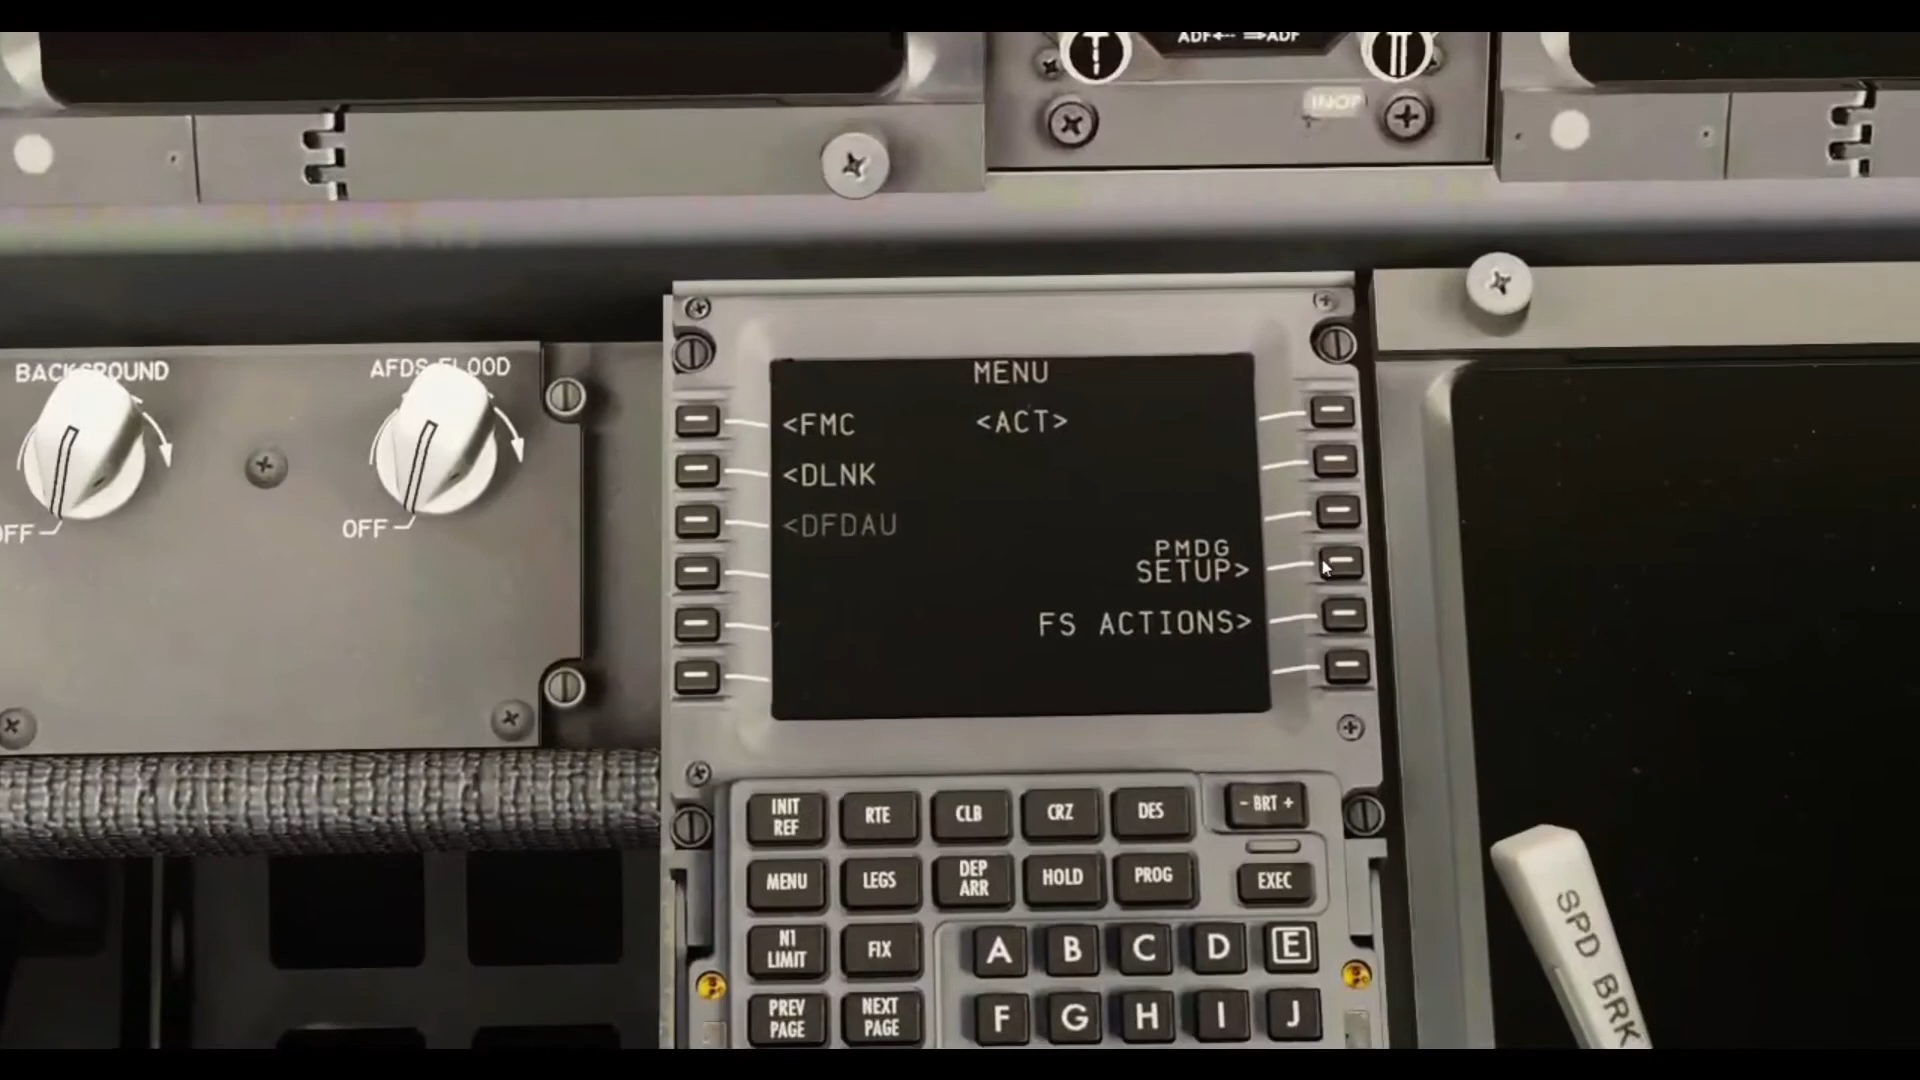 ADF ADF
INOP
BACKGROUND
AFDS FLOOD
OFF
OFF
MENU
<FMC <ACT>
<DLNK
<DFDAU
PMDG
SETUP>
FS ACTIONS>
INIT REF
RTE
CLB
CRZ
DES
- BRT +
MENU
LEGS
DEP ARR
HOLD
PROG
EXEC
N1 LIMIT
FIX
A B C D E
PREV PAGE
NEXT PAGE
F G H I J
SPD BRK